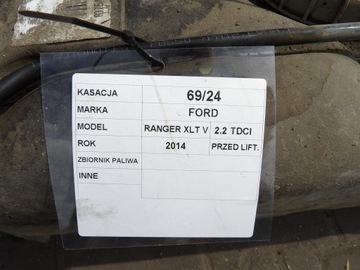 KASACJA 69/24
MARKA FORD
MODEL RANGER XLT V 2.2 TDCI
ROK 2014 PRZED LIFT.
ZBIORNIK PALIWA
INNE